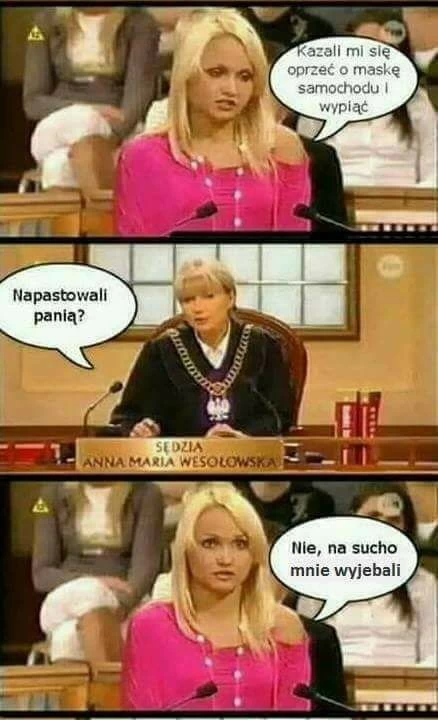 Kazali mi się
oprzeć o maskę
samochodu i
wypiąć
Napastowali
panią?
SĘDZIA
ANNA MARIA WESOŁOWSKA
Nie, na sucho
mnie wyjebali